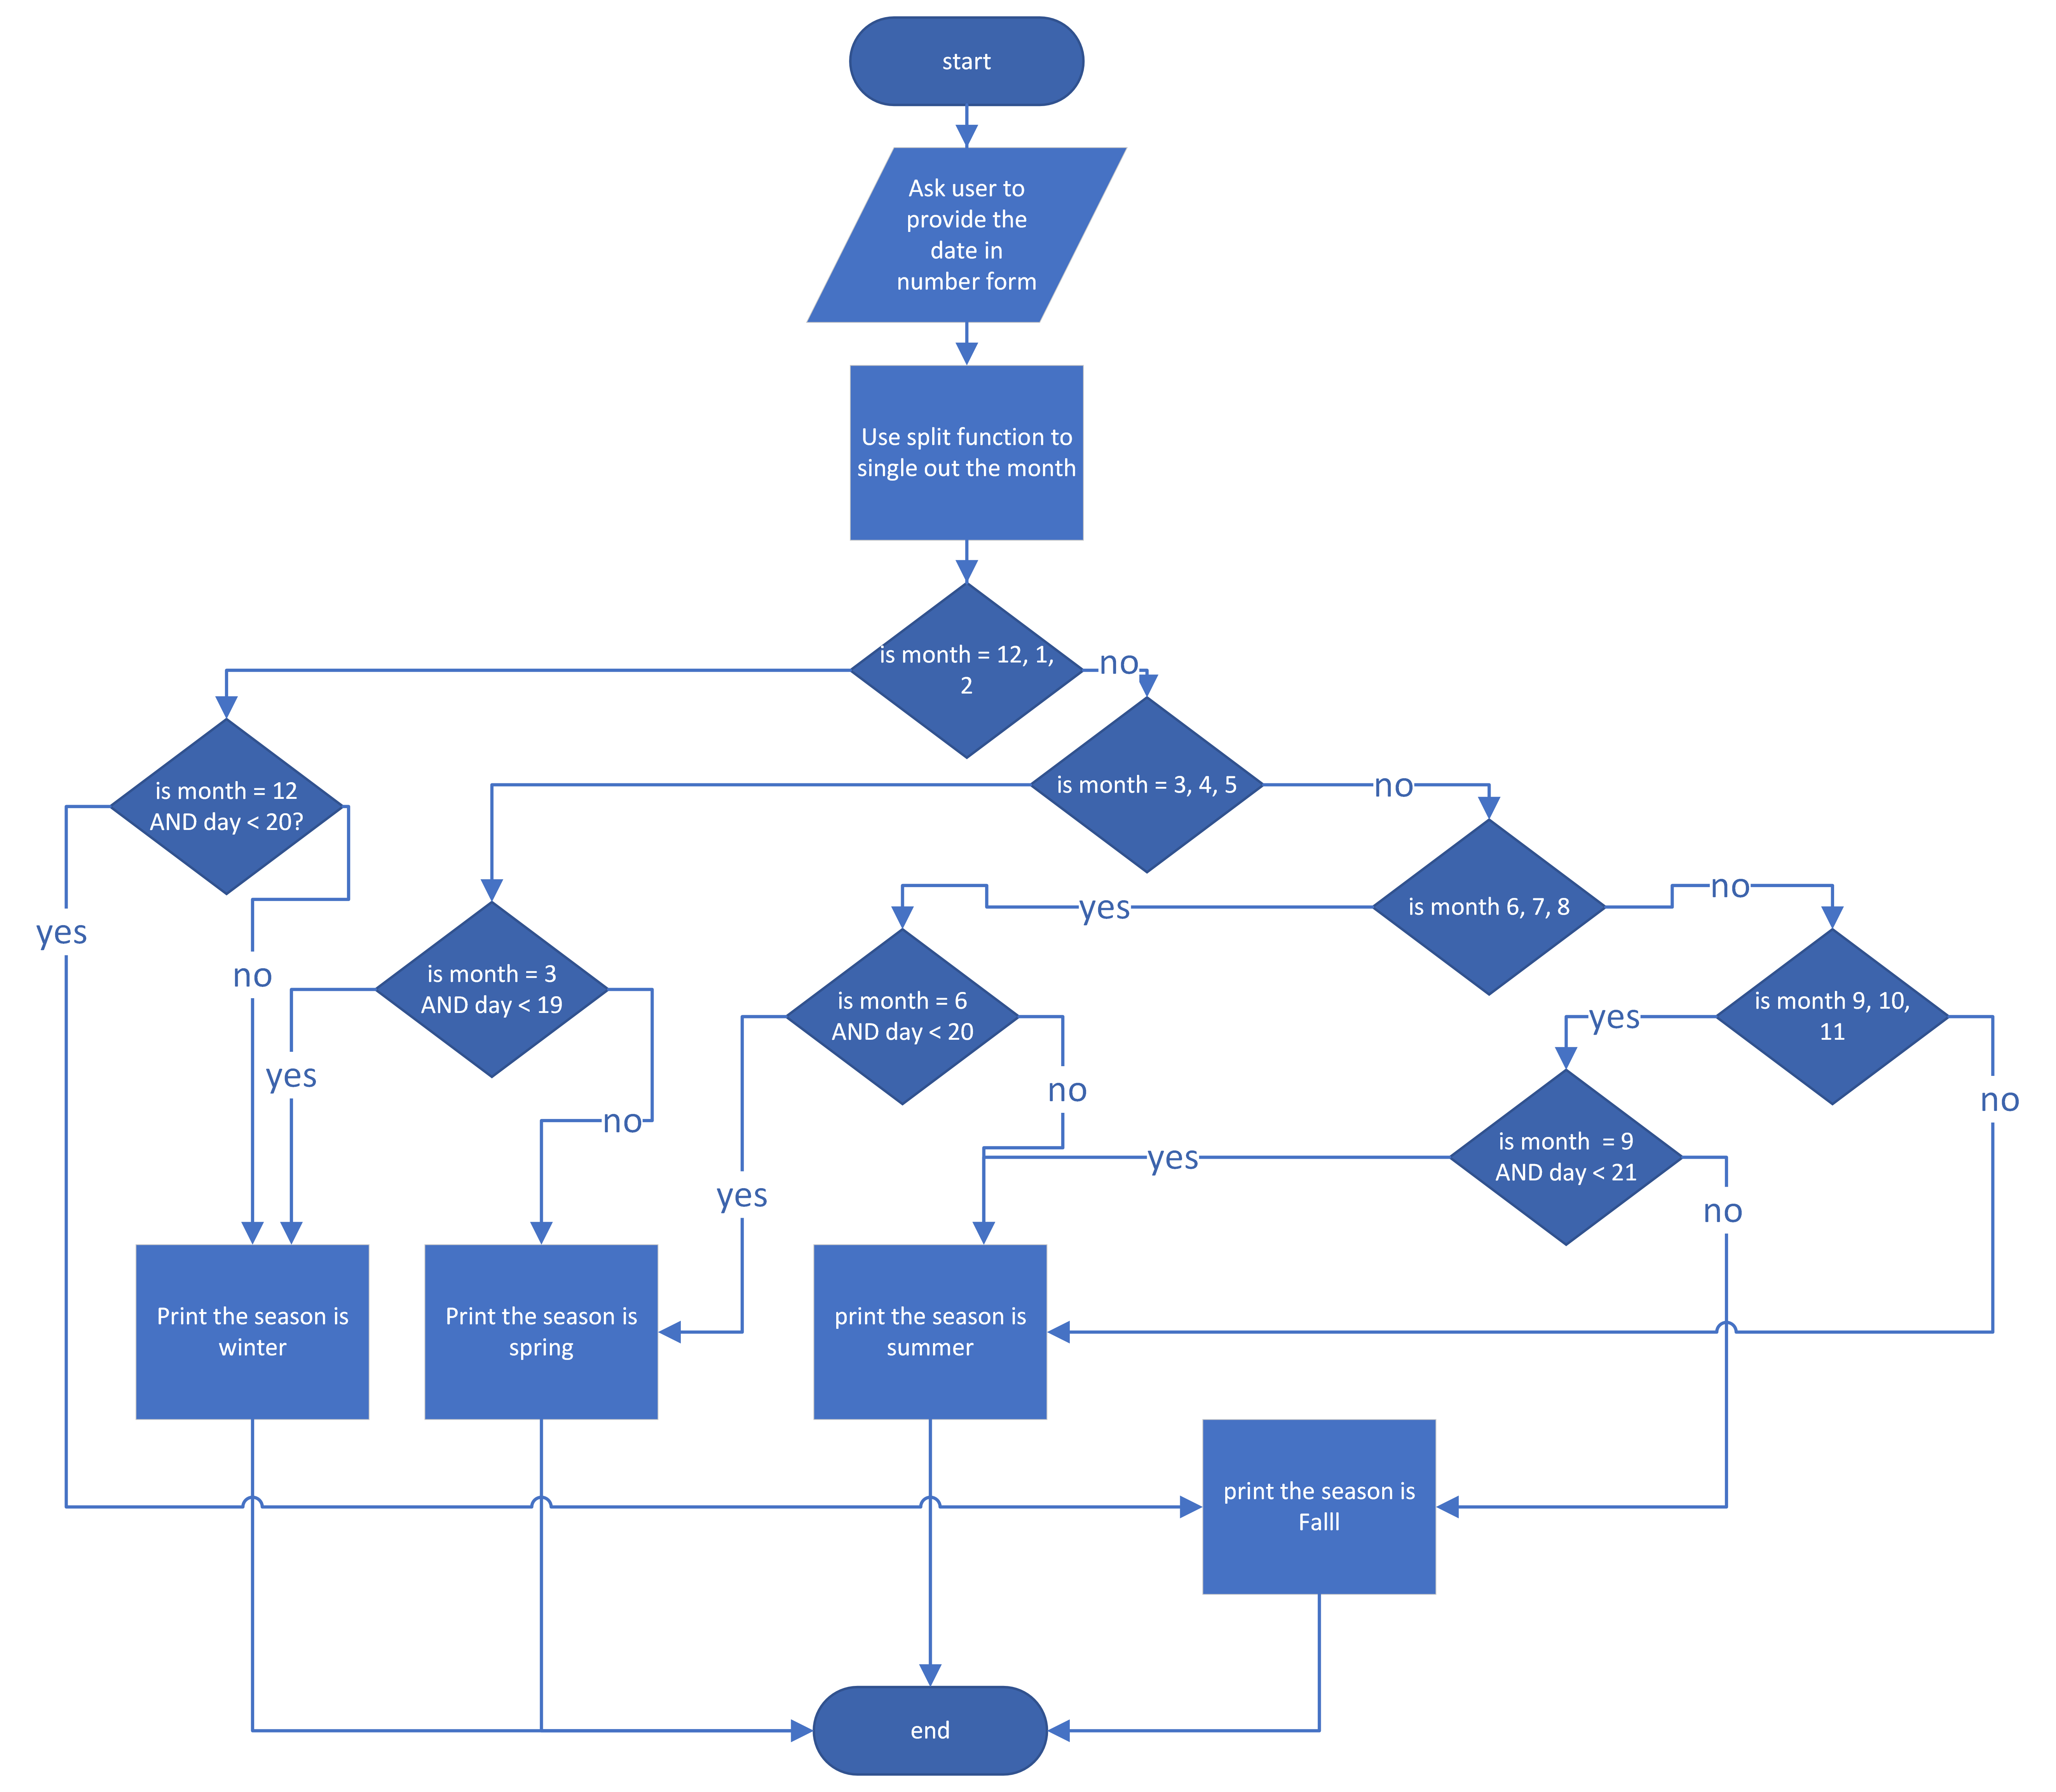 start
Ask user to
provide the
date in
number form
Use split function to
single out the month
is month = 12, 1,
2
no
is month = 3, 4, 5
no
is month = 12
AND day < 20?
is month 6, 7, 8
yes
no
yes
no
is month = 3
AND day < 19
is month = 6
AND day < 20
is month 9, 10,
11
yes
yes
no
no
no
is month  = 9
AND day < 21
yes
yes
no
Print the season is
winter
Print the season is
spring
print the season is
summer
print the season is
Falll
end